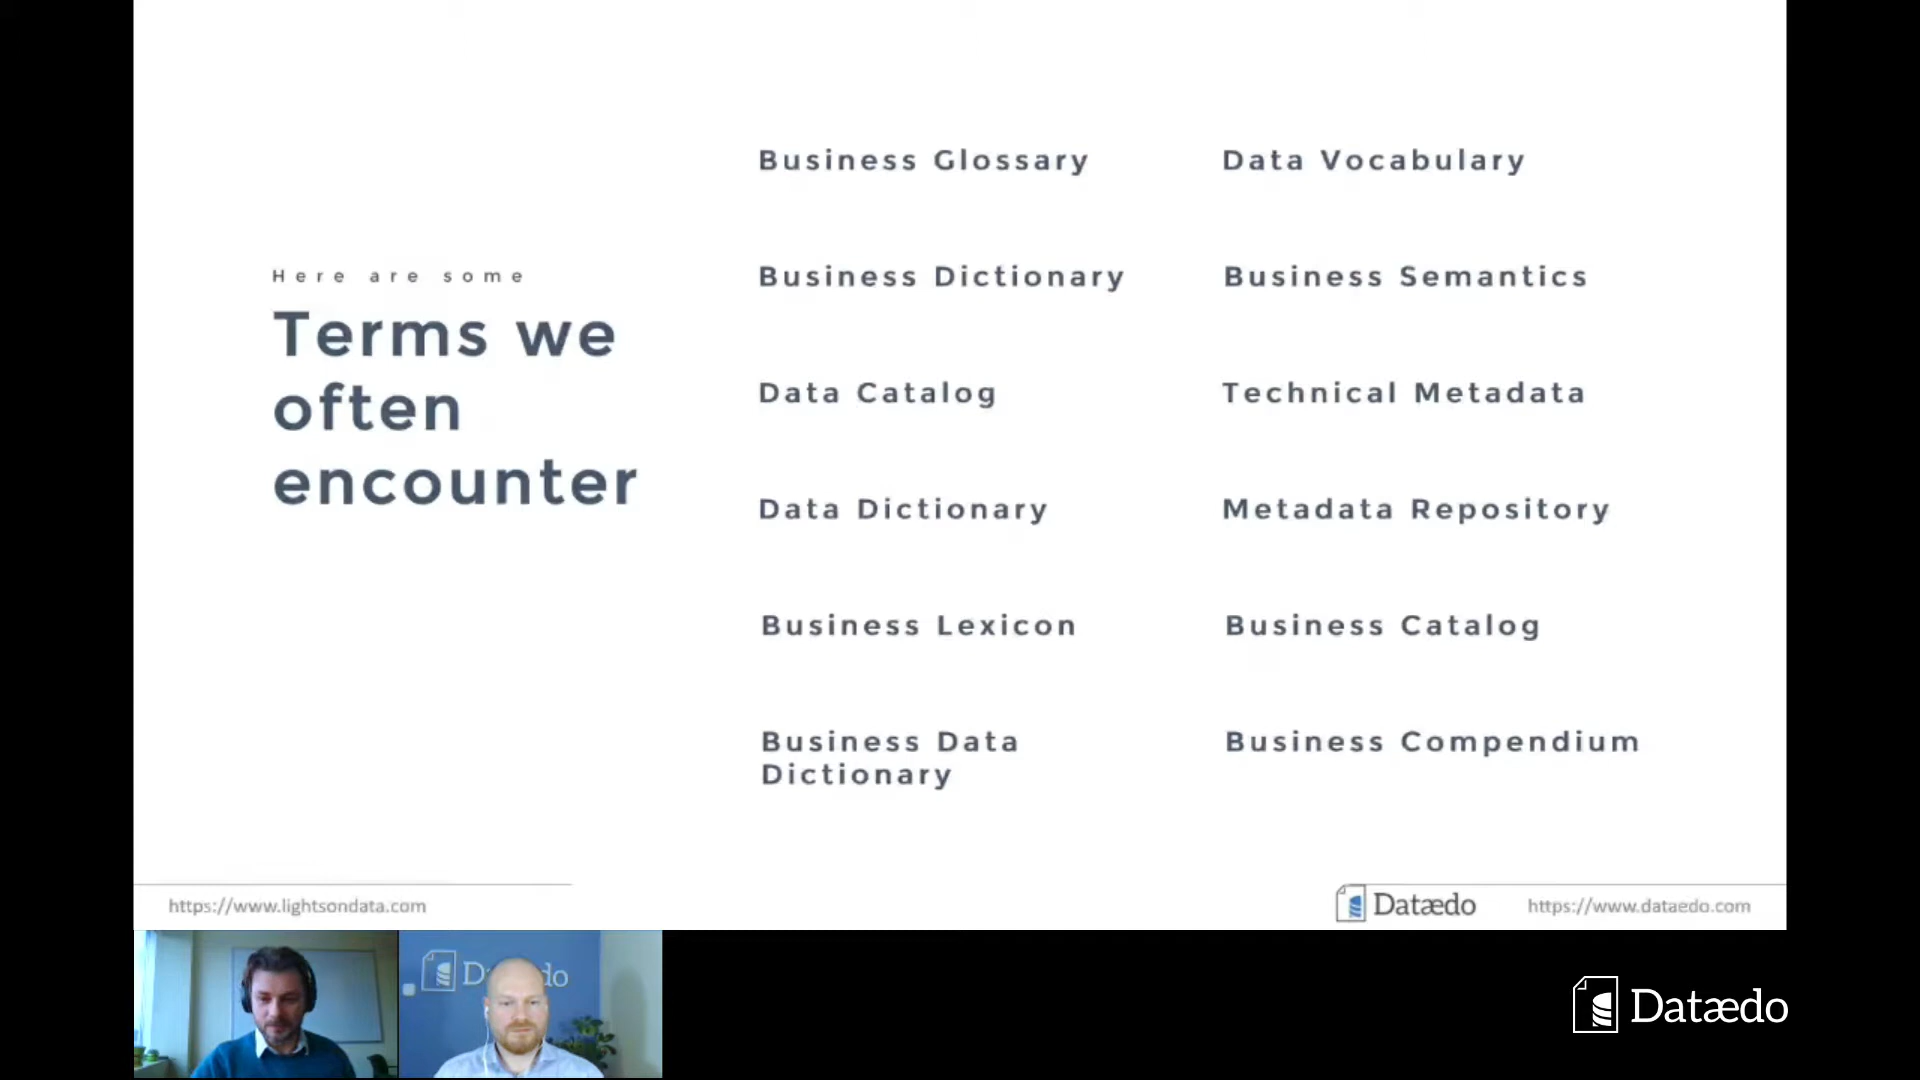 Here are some
Terms we
often
encounter
Business Glossary
Business Dictionary
Data Catalog
Data Dictionary
Business Lexicon
Business Data
Dictionary
Data Vocabulary
Business Semantics
Technical Metadata
Metadata Repository
Business Catalog
Business Compendium
https://www.lightsondata.com
Datædo
https://www.dataedo.com
Datædo